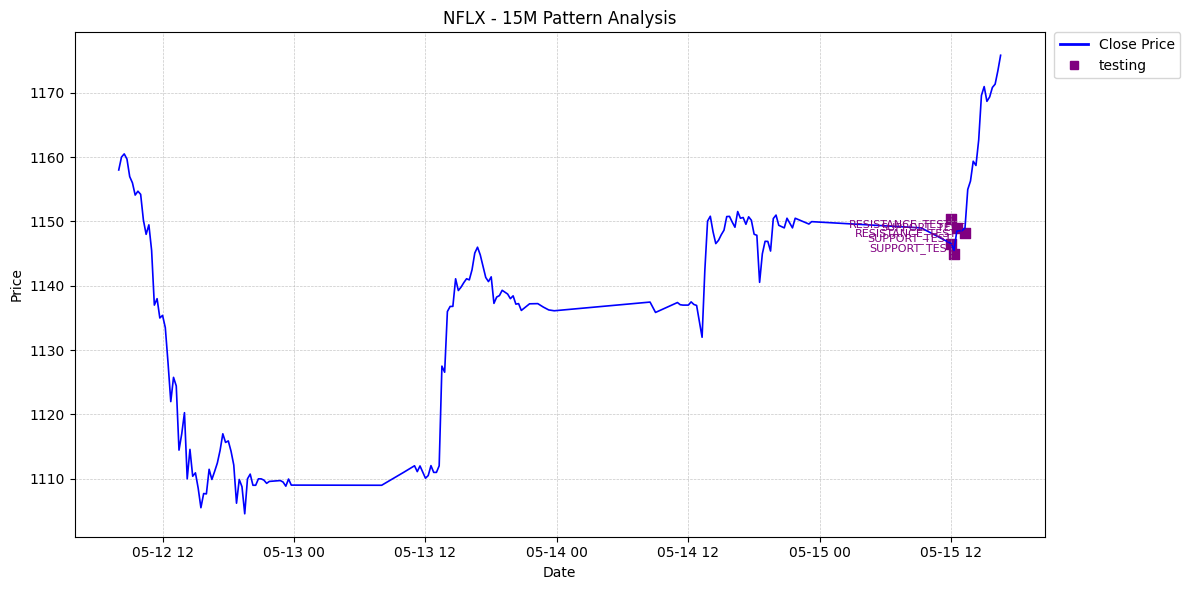 NFLX - 15M Pattern Analysis
Close Price
testing
Price
1170
1160
1150
1140
1130
1120
1110
RESISTANCE_TEST
RESISTANCE_TEST
SUPPORT_TEST
SUPPORT_TEST
05-12 12
05-13 00
05-13 12
05-14 00
05-14 12
05-15 00
05-15 12
Date